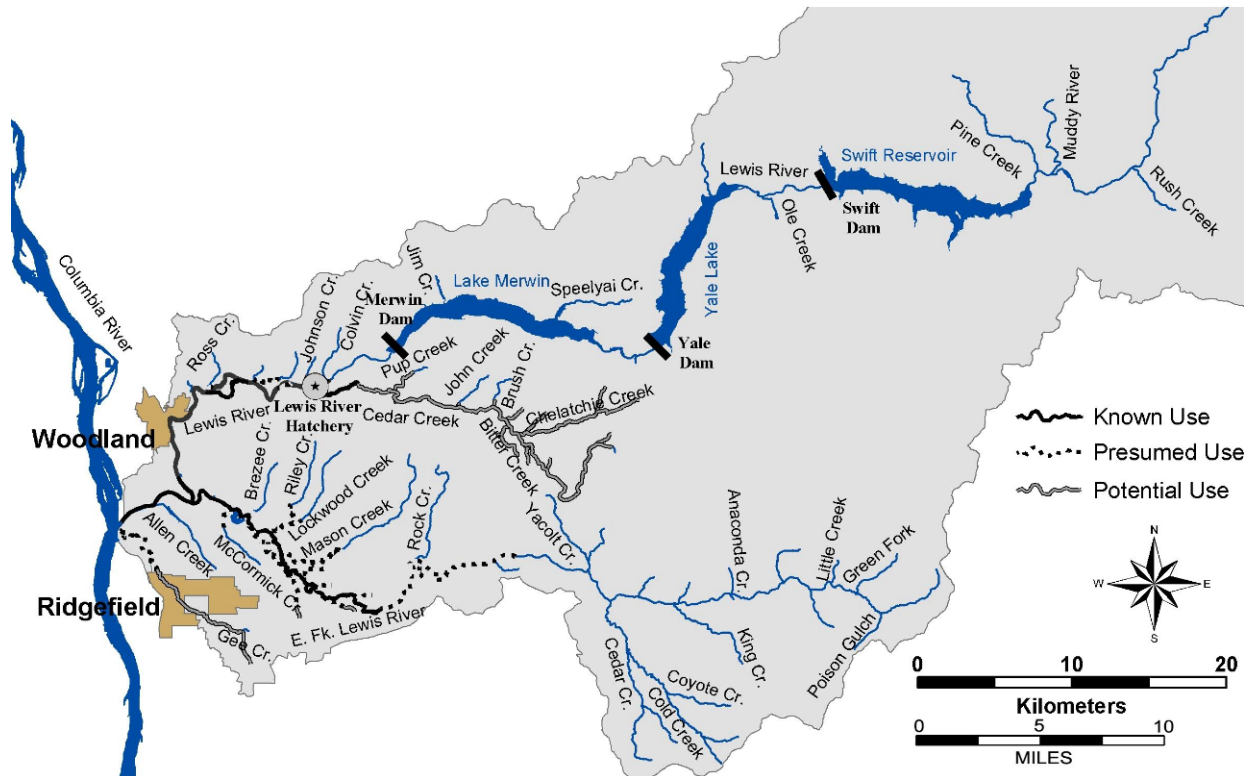 Pine Creek
Muddy River
Rush Creek
Swift Reservoir
Lewis River
Swift
Dam
Ole Creek
Yale Lake
Columbia River
Jim Cr.
Lake Merwin
Speelyai Cr.
Merwin
Dam
Yale
Dam
Ross Cr.
Johnson Cr.
Colvin Cr.
Pup Creek
John Creek
Brush Cr.
Chelatchie Creek
Lewis River
Lewis River
Hatchery
Cedar Creek
Bitter Creek
Woodland
Brezee Cr.
Riley Cr.
Lockwood Creek
Mason Creek
Rock Cr.
Yacolt Cr.
Allen Creek
McCormick Cr.
Ridgefield
Gee Cr.
E. Fk. Lewis River
Anaconda Cr.
Little Creek
Green Fork
King Cr.
Poison Gulch
Cedar Cr.
Coyote Cr.
Cold Creek
Known Use
Presumed Use
Potential Use
N
W
E
S
0 10 20
Kilometers
0 5 10
MILES